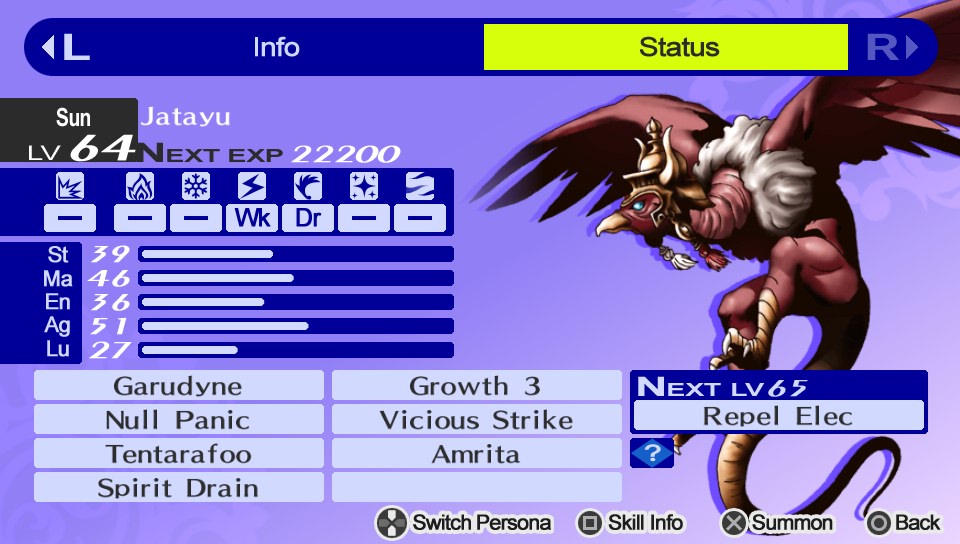 L Info Status R
Sun Jatayu
LV 64 NEXT EXP 22200
– – – Wk Dr – –
St 39
Ma 46
En 36
Ag 51
Lu 27
Garudyne Growth 3 NEXT LV 65
Null Panic Vicious Strike Repel Elec
Tentarafoo Amrita ?
Spirit Drain
Switch Persona Skill Info Summon Back